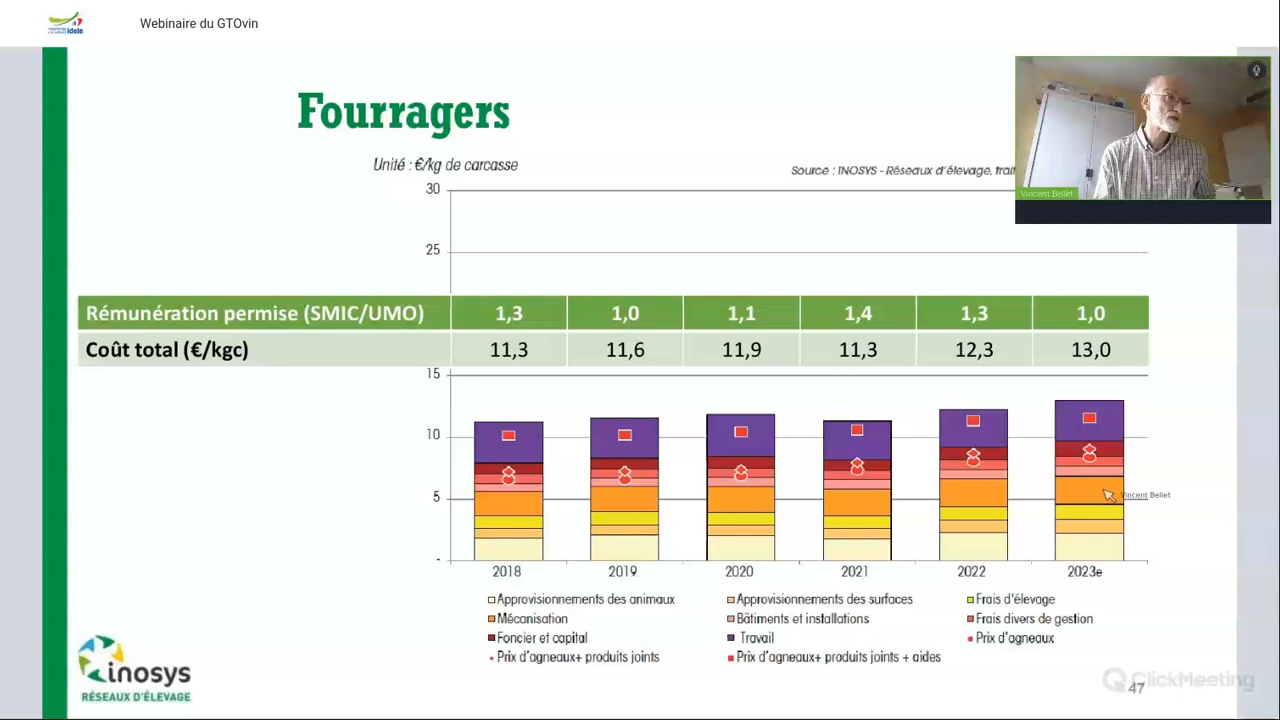 idele
Webinaire du GTOvin
Fourragers
Unité : €/kg de carcasse
Source : INOSYS - Réseaux d'élevage, trait
Vincent Bellet
30
25
Rémunération permise (SMIC/UMO) 1,3 1,0 1,1 1,4 1,3 1,0
Coût total (€/kgc) 11,3 11,6 11,9 11,3 12,3 13,0
15
10
5
Vincent Bellet
-
2018 2019 2020 2021 2022 2023e
Approvisionnements des animaux Approvisionnements des surfaces Frais d'élevage
Mécanisation Bâtiments et installations Frais divers de gestion
Foncier et capital Travail Prix d'agneaux
Prix d'agneaux+ produits joints Prix d'agneaux+ produits joints + aides
inosys
RÉSEAUX D'ÉLEVAGE
ClickMeeting
47